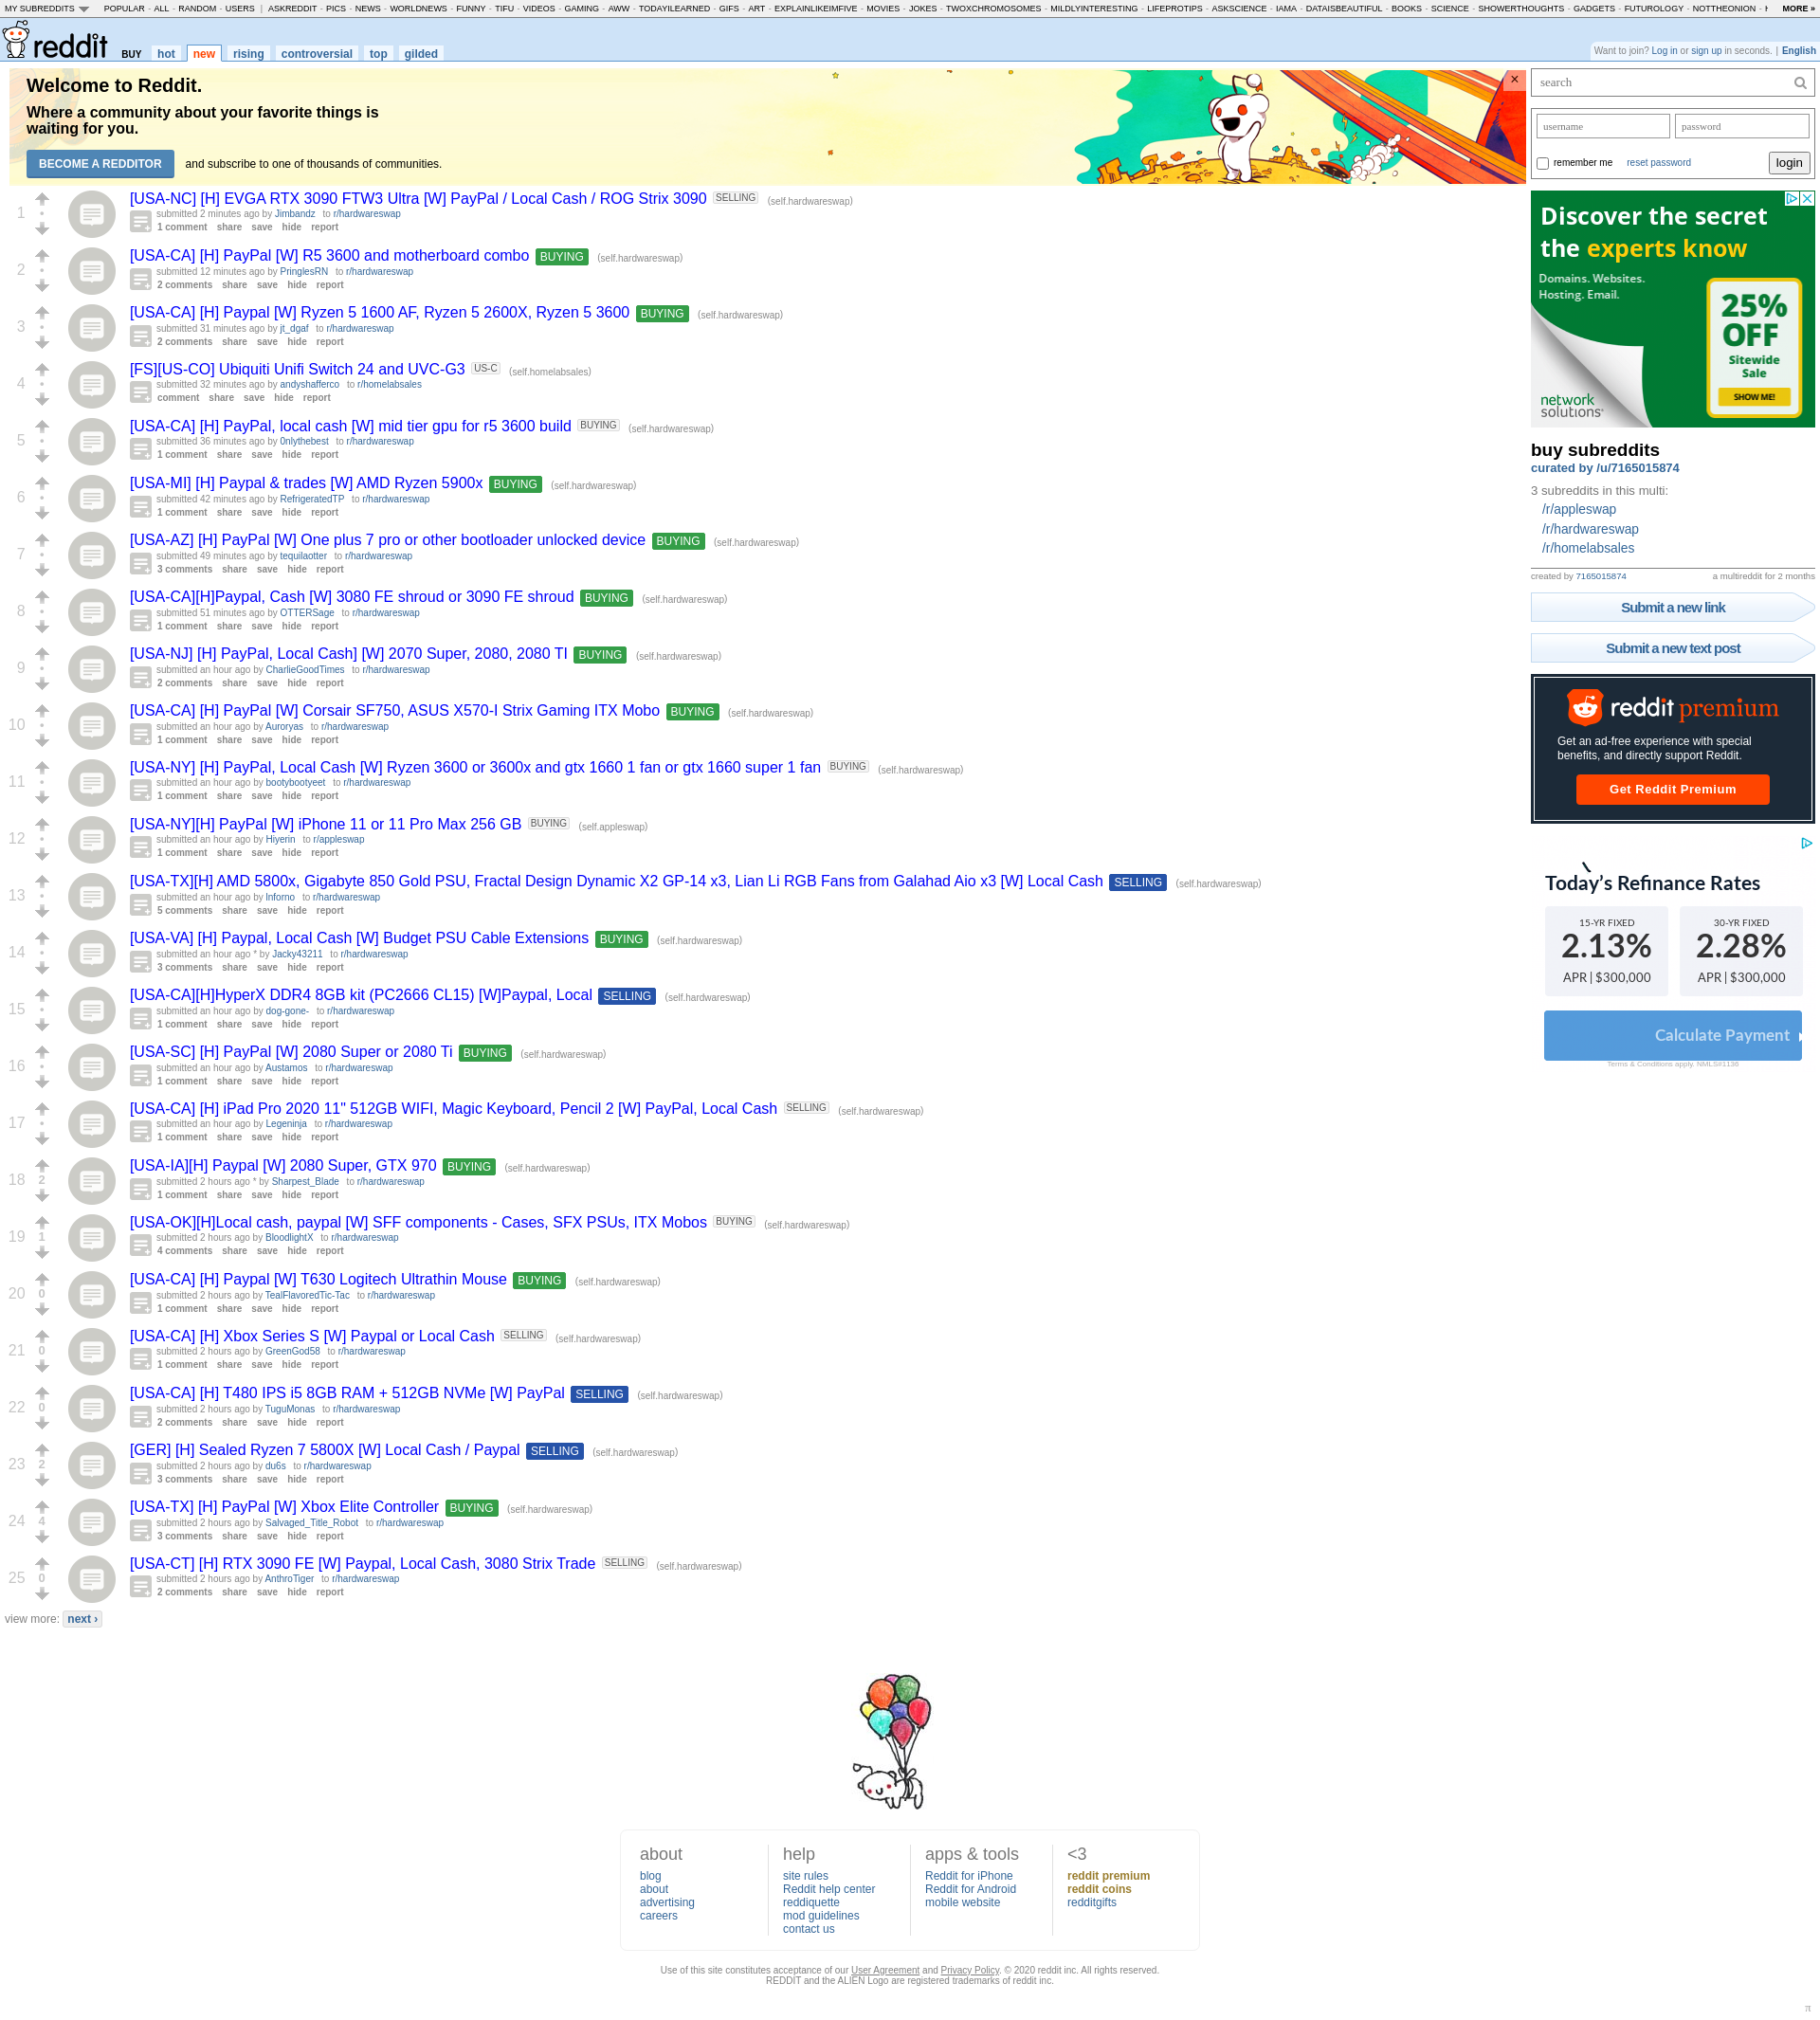 MY SUBREDDITS POPULAR - ALL - RANDOM - USERS | ASKREDDIT - PICS - NEWS - WORLDNEWS - FUNNY - TIFU - VIDEOS - GAMING - AWW - TODAYILEARNED - GIFS - ART - EXPLAINLIKEIMFIVE - MOVIES - JOKES - TWOXCHROMOSOMES - MILDLYINTERESTING - LIFEPROTIPS - ASKSCIENCE - IAMA - DATAISBEAUTIFUL - BOOKS - SCIENCE - SHOWERTHOUGHTS - GADGETS - FUTUROLOGY - NOTTHEONION - MORE »
reddit BUY hot new rising controversial top gilded
Want to join? Log in or sign up in seconds. | English
Welcome to Reddit.
Where a community about your favorite things is
waiting for you.
BECOME A REDDITOR and subscribe to one of thousands of communities.
×
1
[USA-NC] [H] EVGA RTX 3090 FTW3 Ultra [W] PayPal / Local Cash / ROG Strix 3090 SELLING (self.hardwareswap)
submitted 2 minutes ago by Jimbandz to r/hardwareswap
1 comment share save hide report
2
[USA-CA] [H] PayPal [W] R5 3600 and motherboard combo BUYING (self.hardwareswap)
submitted 12 minutes ago by PringlesRN to r/hardwareswap
2 comments share save hide report
3
[USA-CA] [H] Paypal [W] Ryzen 5 1600 AF, Ryzen 5 2600X, Ryzen 5 3600 BUYING (self.hardwareswap)
submitted 31 minutes ago by jt_dgaf to r/hardwareswap
2 comments share save hide report
4
[FS][US-CO] Ubiquiti Unifi Switch 24 and UVC-G3 US-C (self.homelabsales)
submitted 32 minutes ago by andyshafferco to r/homelabsales
comment share save hide report
5
[USA-CA] [H] PayPal, local cash [W] mid tier gpu for r5 3600 build BUYING (self.hardwareswap)
submitted 36 minutes ago by 0nlythebest to r/hardwareswap
1 comment share save hide report
6
[USA-MI] [H] Paypal & trades [W] AMD Ryzen 5900x BUYING (self.hardwareswap)
submitted 42 minutes ago by RefrigeratedTP to r/hardwareswap
1 comment share save hide report
7
[USA-AZ] [H] PayPal [W] One plus 7 pro or other bootloader unlocked device BUYING (self.hardwareswap)
submitted 49 minutes ago by tequilaotter to r/hardwareswap
3 comments share save hide report
8
[USA-CA][H]Paypal, Cash [W] 3080 FE shroud or 3090 FE shroud BUYING (self.hardwareswap)
submitted 51 minutes ago by OTTERSage to r/hardwareswap
1 comment share save hide report
9
[USA-NJ] [H] PayPal, Local Cash] [W] 2070 Super, 2080, 2080 TI BUYING (self.hardwareswap)
submitted an hour ago by CharlieGoodTimes to r/hardwareswap
2 comments share save hide report
10
[USA-CA] [H] PayPal [W] Corsair SF750, ASUS X570-I Strix Gaming ITX Mobo BUYING (self.hardwareswap)
submitted an hour ago by Auroryas to r/hardwareswap
1 comment share save hide report
11
[USA-NY] [H] PayPal, Local Cash [W] Ryzen 3600 or 3600x and gtx 1660 1 fan or gtx 1660 super 1 fan BUYING (self.hardwareswap)
submitted an hour ago by bootybootyeet to r/hardwareswap
1 comment share save hide report
12
[USA-NY][H] PayPal [W] iPhone 11 or 11 Pro Max 256 GB BUYING (self.appleswap)
submitted an hour ago by Hiyerin to r/appleswap
1 comment share save hide report
13
[USA-TX][H] AMD 5800x, Gigabyte 850 Gold PSU, Fractal Design Dynamic X2 GP-14 x3, Lian Li RGB Fans from Galahad Aio x3 [W] Local Cash SELLING (self.hardwareswap)
submitted an hour ago by Inforno to r/hardwareswap
5 comments share save hide report
14
[USA-VA] [H] Paypal, Local Cash [W] Budget PSU Cable Extensions BUYING (self.hardwareswap)
submitted an hour ago * by Jacky43211 to r/hardwareswap
3 comments share save hide report
15
[USA-CA][H]HyperX DDR4 8GB kit (PC2666 CL15) [W]Paypal, Local SELLING (self.hardwareswap)
submitted an hour ago by dog-gone- to r/hardwareswap
1 comment share save hide report
16
[USA-SC] [H] PayPal [W] 2080 Super or 2080 Ti BUYING (self.hardwareswap)
submitted an hour ago by Austamos to r/hardwareswap
1 comment share save hide report
17
[USA-CA] [H] iPad Pro 2020 11" 512GB WIFI, Magic Keyboard, Pencil 2 [W] PayPal, Local Cash SELLING (self.hardwareswap)
submitted an hour ago by Legeninja to r/hardwareswap
1 comment share save hide report
18 2
[USA-IA][H] Paypal [W] 2080 Super, GTX 970 BUYING (self.hardwareswap)
submitted 2 hours ago * by Sharpest_Blade to r/hardwareswap
1 comment share save hide report
19 1
[USA-OK][H]Local cash, paypal [W] SFF components - Cases, SFX PSUs, ITX Mobos BUYING (self.hardwareswap)
submitted 2 hours ago by BloodlightX to r/hardwareswap
4 comments share save hide report
20 0
[USA-CA] [H] Paypal [W] T630 Logitech Ultrathin Mouse BUYING (self.hardwareswap)
submitted 2 hours ago by TealFlavoredTic-Tac to r/hardwareswap
1 comment share save hide report
21 0
[USA-CA] [H] Xbox Series S [W] Paypal or Local Cash SELLING (self.hardwareswap)
submitted 2 hours ago by GreenGod58 to r/hardwareswap
1 comment share save hide report
22 0
[USA-CA] [H] T480 IPS i5 8GB RAM + 512GB NVMe [W] PayPal SELLING (self.hardwareswap)
submitted 2 hours ago by TuguMonas to r/hardwareswap
2 comments share save hide report
23 2
[GER] [H] Sealed Ryzen 7 5800X [W] Local Cash / Paypal SELLING (self.hardwareswap)
submitted 2 hours ago by du6s to r/hardwareswap
3 comments share save hide report
24 4
[USA-TX] [H] PayPal [W] Xbox Elite Controller BUYING (self.hardwareswap)
submitted 2 hours ago by Salvaged_Title_Robot to r/hardwareswap
3 comments share save hide report
25 0
[USA-CT] [H] RTX 3090 FE [W] Paypal, Local Cash, 3080 Strix Trade SELLING (self.hardwareswap)
submitted 2 hours ago by AnthroTiger to r/hardwareswap
2 comments share save hide report
view more: next ›
search
username password
remember me reset password login
Discover the secret
the experts know
Domains. Websites.
Hosting. Email.
25%
OFF
Sitewide
Sale
SHOW ME!
network
solutions
buy subreddits
curated by /u/7165015874
3 subreddits in this multi:
/r/appleswap
/r/hardwareswap
/r/homelabsales
created by 7165015874 a multireddit for 2 months
Submit a new link
Submit a new text post
reddit premium
Get an ad-free experience with special
benefits, and directly support Reddit.
Get Reddit Premium
Today's Refinance Rates
15-YR FIXED 30-YR FIXED
2.13% 2.28%
APR | $300,000 APR | $300,000
Calculate Payment
Terms & Conditions apply. NMLS#1136
about
blog
about
advertising
careers
help
site rules
Reddit help center
reddiquette
mod guidelines
contact us
apps & tools
Reddit for iPhone
Reddit for Android
mobile website
<3
reddit premium
reddit coins
redditgifts
Use of this site constitutes acceptance of our User Agreement and Privacy Policy. © 2020 reddit inc. All rights reserved.
REDDIT and the ALIEN Logo are registered trademarks of reddit inc.
π